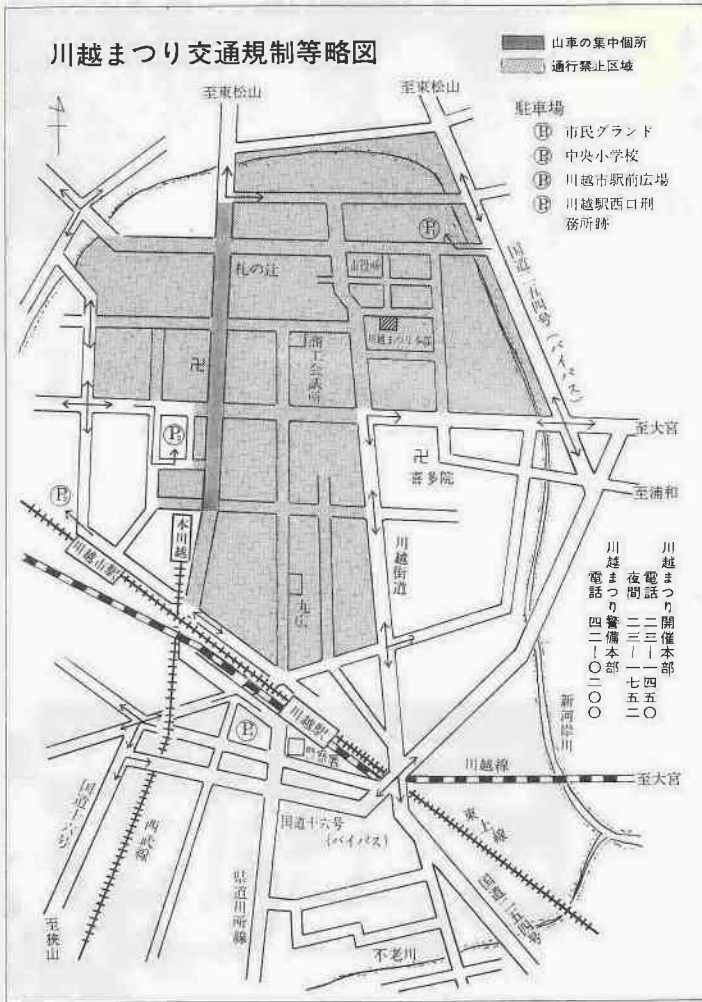 川越まつり交通規制等略図
山車の集中個所
通行禁止区域
駐車場
Ⓟ 市民グランド
Ⓟ 中央小学校
Ⓟ 川越市駅前広場
Ⓟ 川越駅西口刑
務所跡
至東松山
至東松山
札の辻
市役所
国道二五四号(バイパス)
川越まつり本部
商工会議所
卍
P₁
P₂
至大宮
卍
喜多院
至浦和
本川越
川越市駅
川越街道
丸広
川越まつり開催本部
電話 二三ー一四五〇
夜間 二三ー一七五二
川越まつり警備本部
電話 四二ー〇二〇〇
新河岸川
川越駅
警察署
川越線
至大宮
国道十六号
西武線
国道十六号
(バイパス)
東上線
国道二五四号
県道川所線
至狭山
不老川